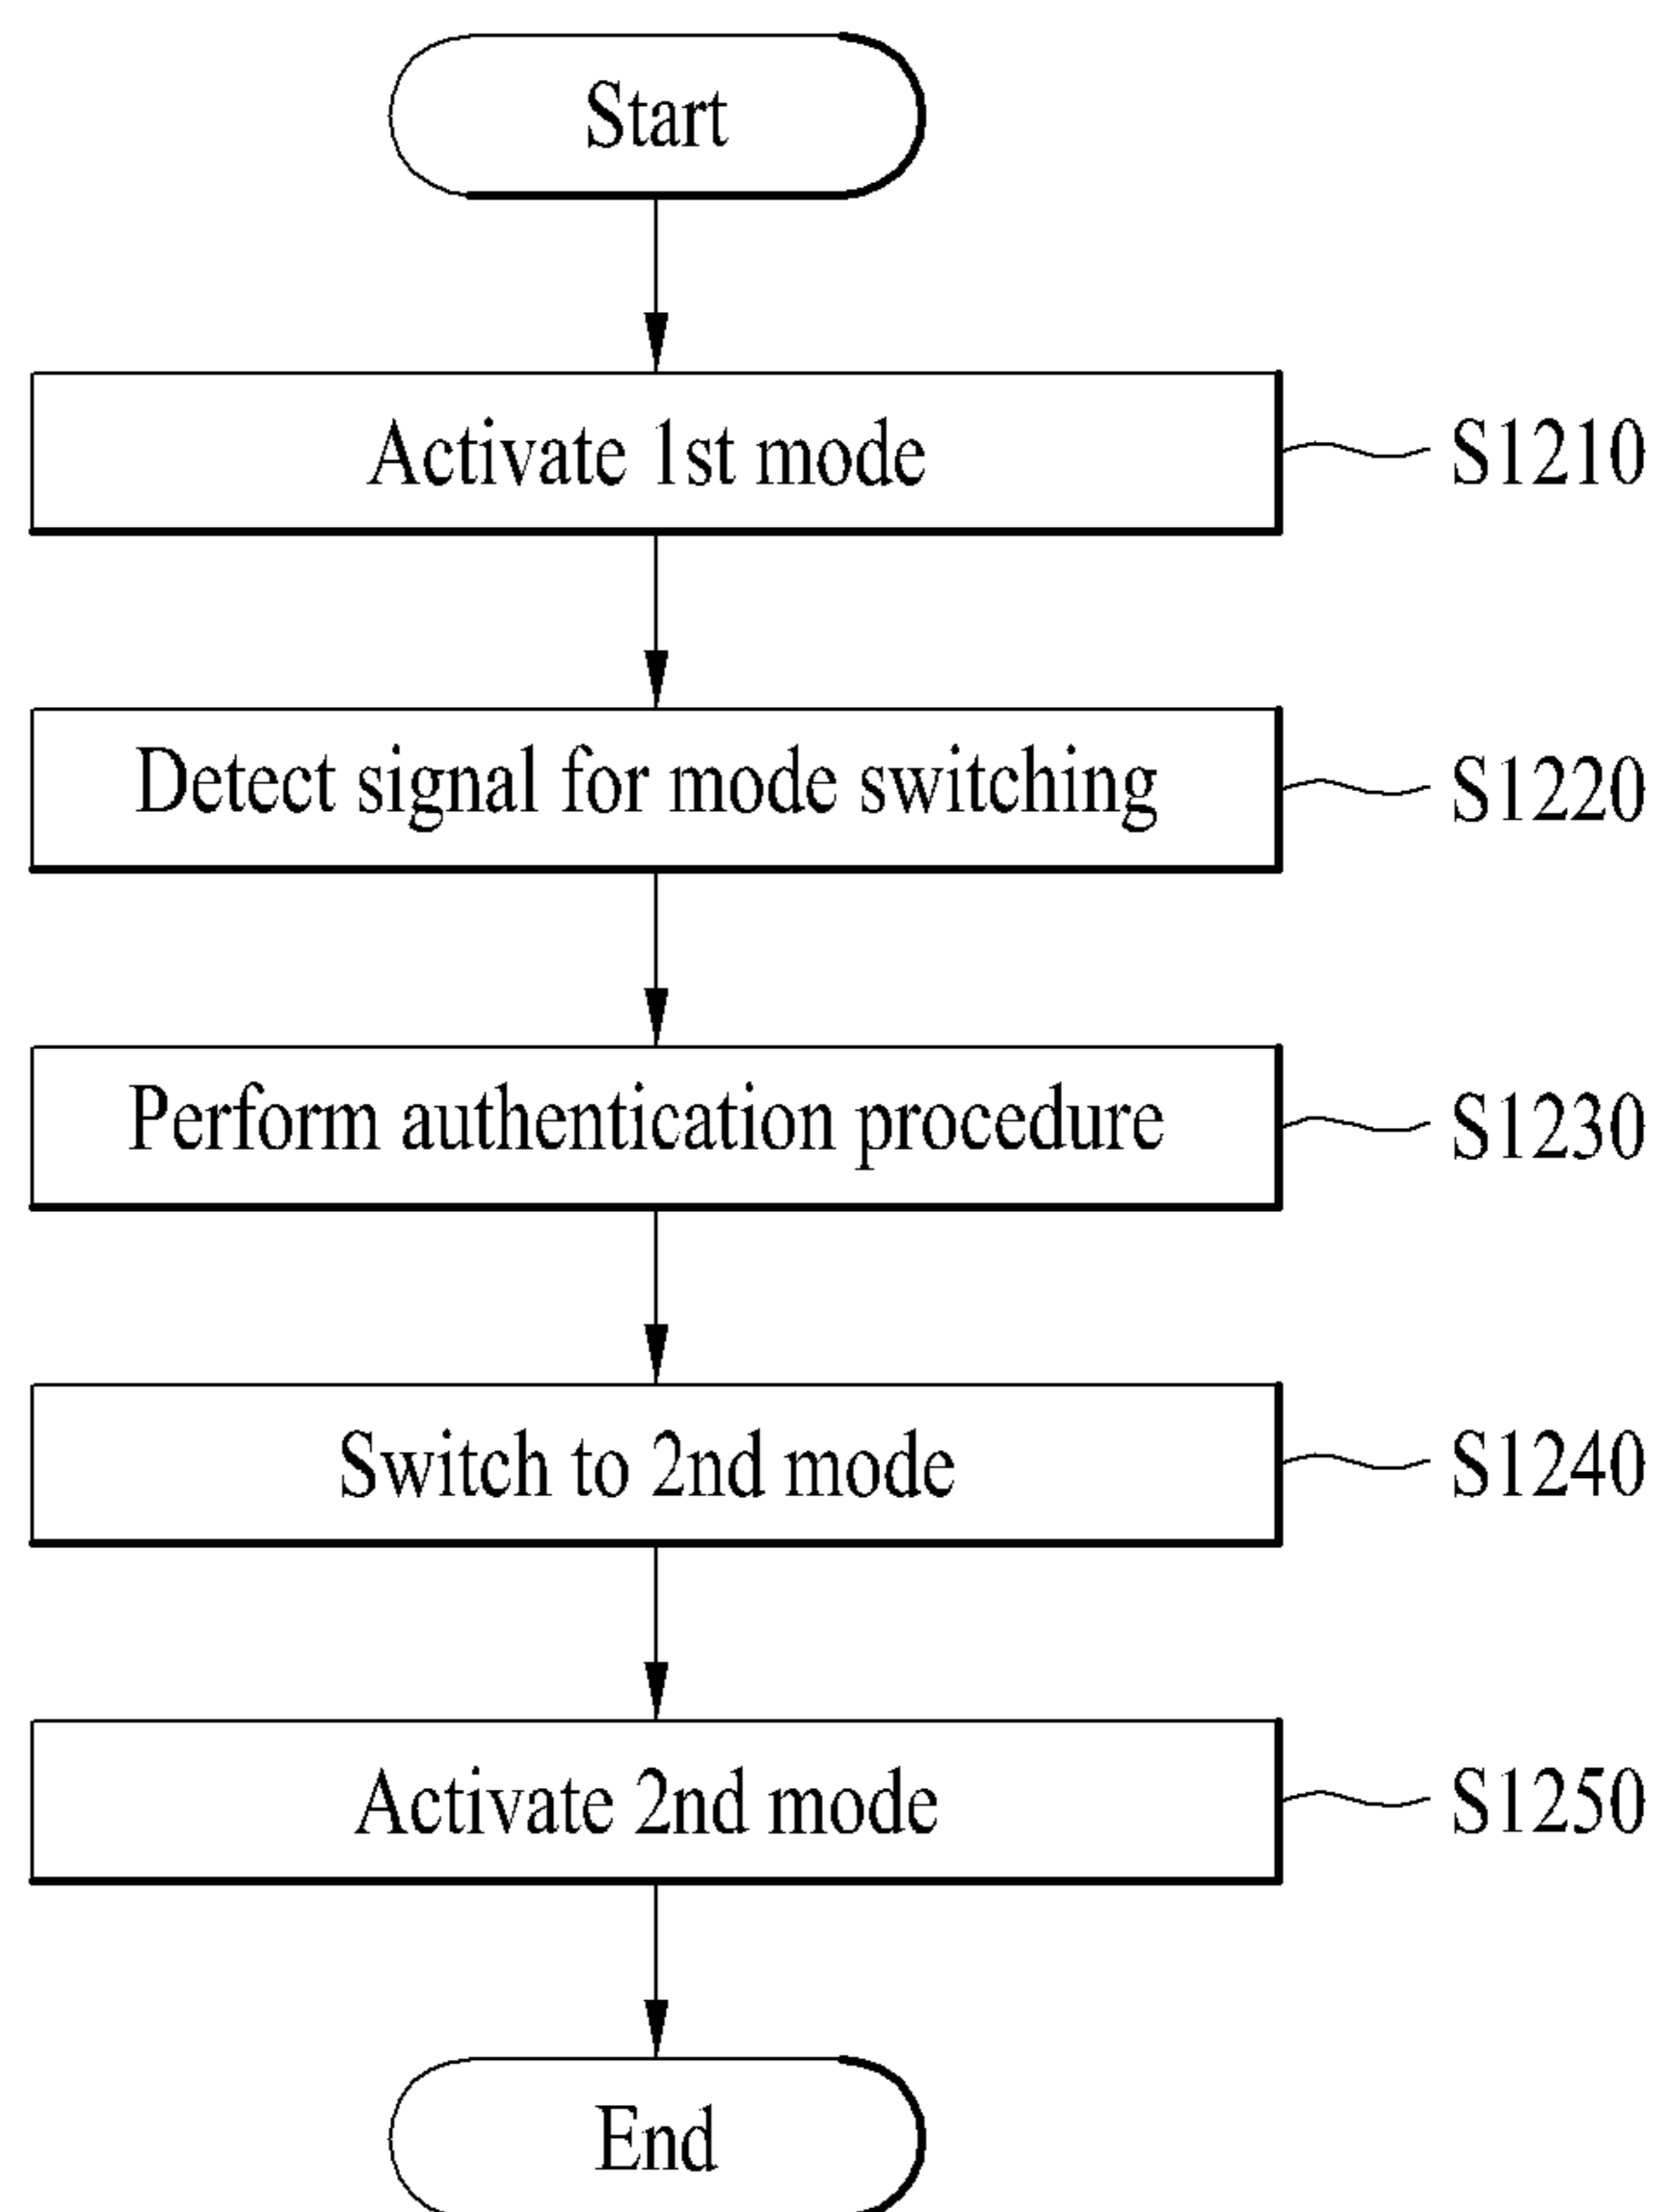 Start
Activate 1st mode
S1210
Detect signal for mode switching
S1220
Perform authentication procedure
S1230
Switch to 2nd mode
S1240
Activate 2nd mode
S1250
End